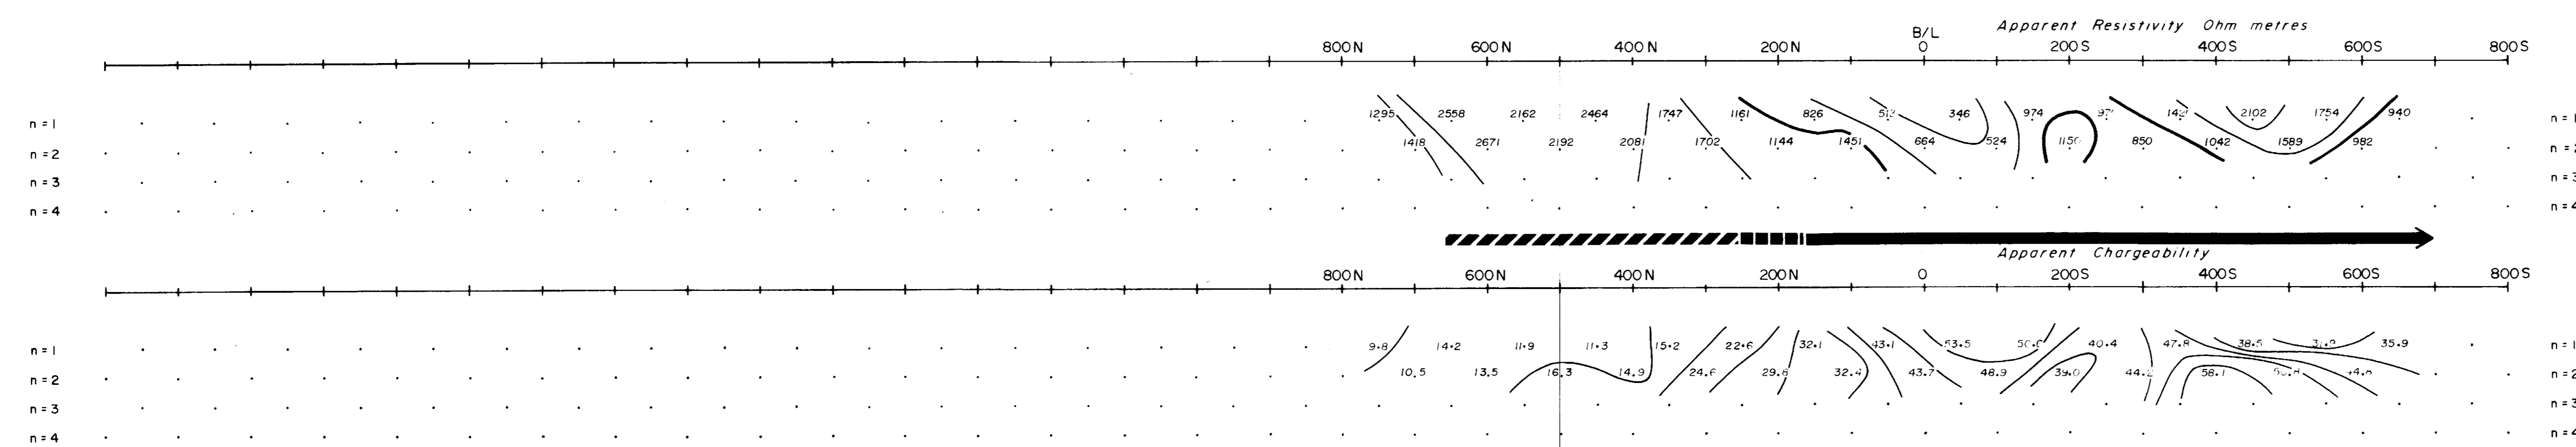 Apparent Resistivity Ohm metres
800N 600N 400N 200N B/L 0 200S 400S 600S 800S
n=1 1295 2558 2162 2464 1747 1161 826 346 974 2102 1754 940
n=2 1418 2671 2192 2081 1702 1144 1451 664 524 850 1042 1589 982
n=3
n=4
Apparent Chargeability
800N 600N 400N 200N 0 200S 400S 600S 800S
n=1 9.8 14.2 11.9 11.3 15.2 22.6 32.1 43.1 53.5 40.4 47.8 38.5 35.9
n=2 10.5 13.5 16.3 14.9 24.6 29.8 32.4 43.7 48.9 39.0 58.1
n=3
n=4